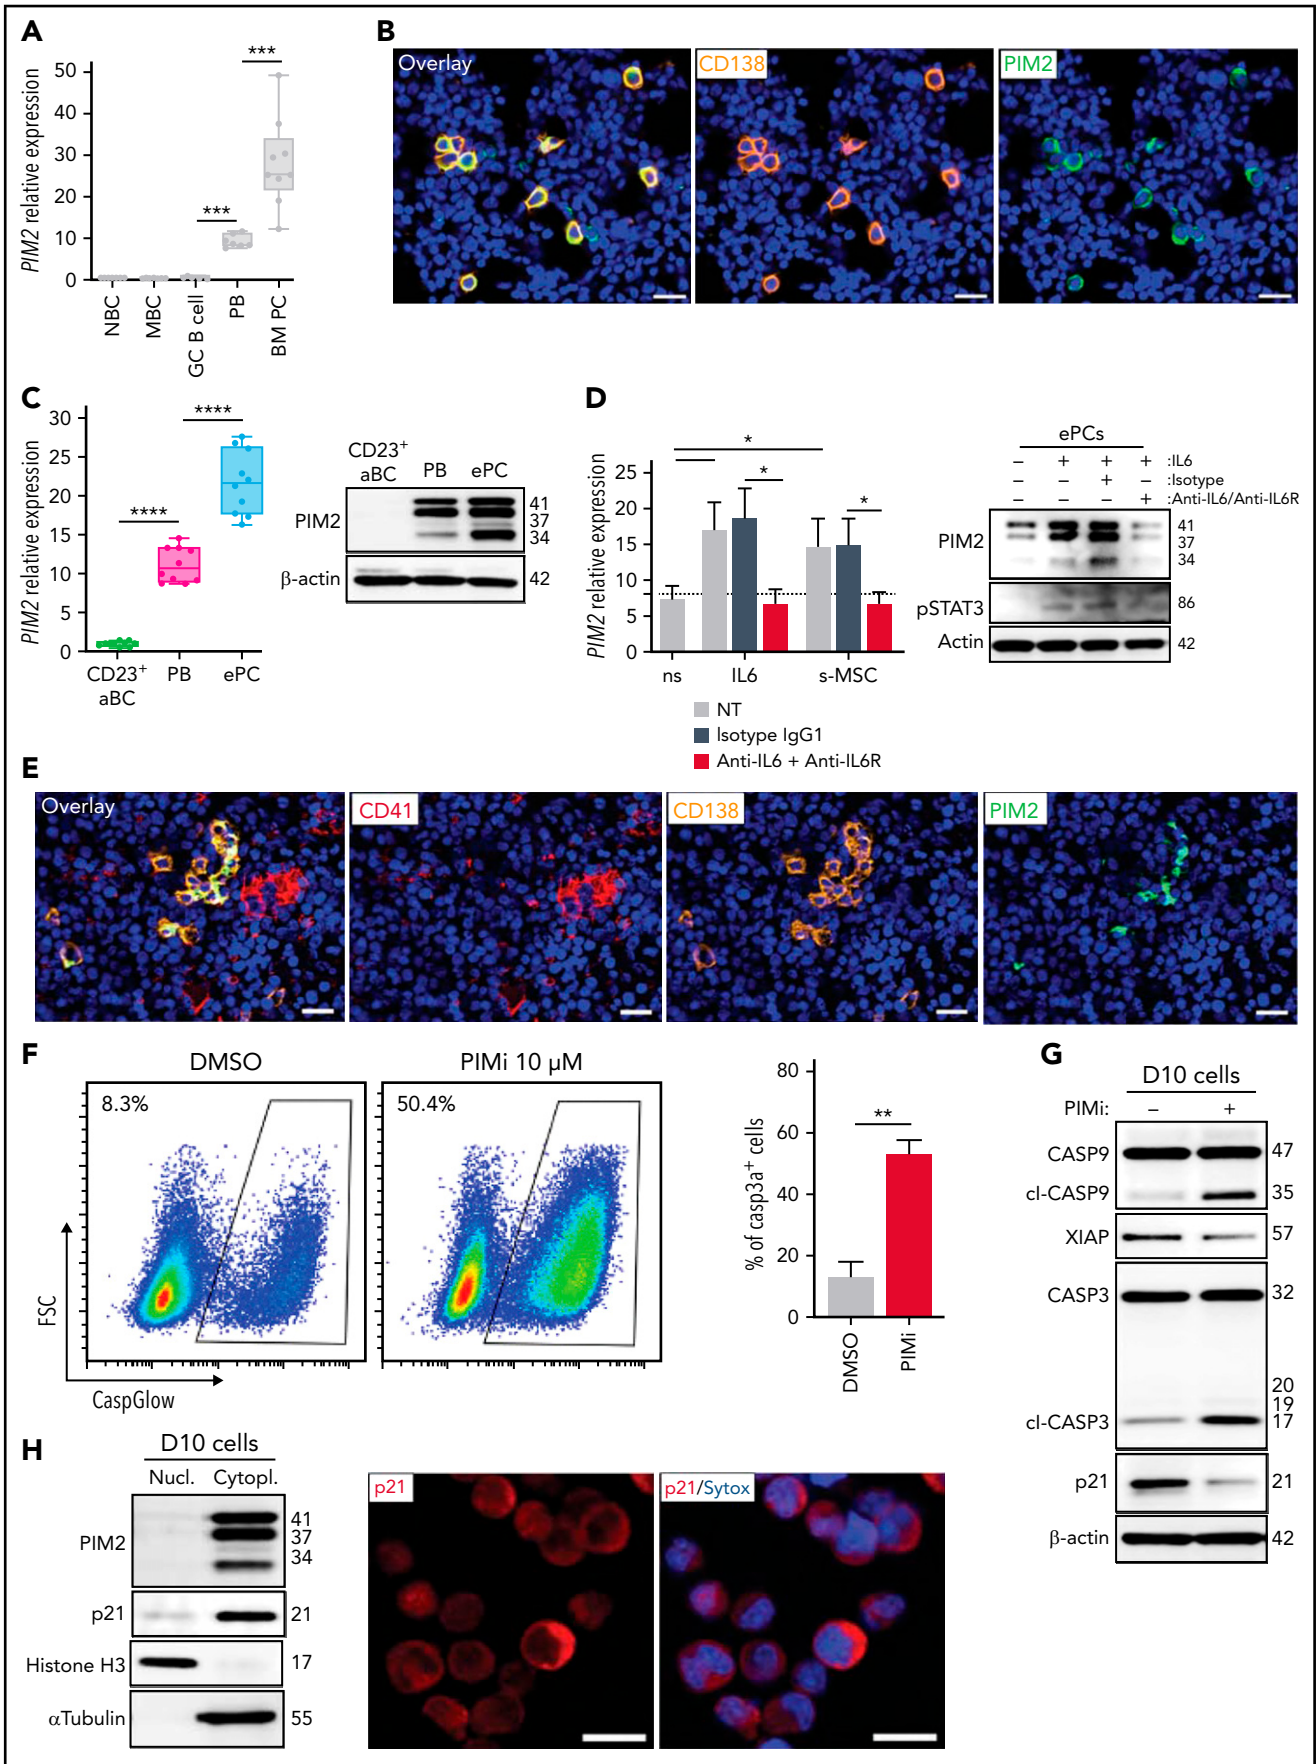 A
PIM2 relative expression
50
40
30
20
10
0
***
***
NBC
MBC
GC B cell
PB
BM PC
B
Overlay
CD138
PIM2
C
PIM2 relative expression
30
25
20
15
10
5
0
****
****
CD23+
aBC
PB
ePC
CD23+
aBC
PB
ePC
PIM2
41
37
34
β-actin
42
D
PIM2 relative expression
25
20
15
10
5
0
*
*
*
ns
IL6
s-MSC
NT
Isotype IgG1
Anti-IL6 + Anti-IL6R
ePCs
– + + + :IL6
– – + – :Isotype
– – – + :Anti-IL6/Anti-IL6R
PIM2
41
37
34
pSTAT3
86
Actin
42
E
Overlay
CD41
CD138
PIM2
F
DMSO
8.3%
PIMi 10 µM
50.4%
FSC
CaspGlow
% of casp3a+ cells
80
60
40
20
0
**
DMSO
PIMi
G
D10 cells
PIMi: – +
CASP9
47
cl-CASP9
35
XIAP
57
CASP3
32
20
19
cl-CASP3
17
p21
21
β-actin
42
H
D10 cells
Nucl. Cytopl.
PIM2
41
37
34
p21
21
Histone H3
17
αTubulin
55
p21
p21/Sytox